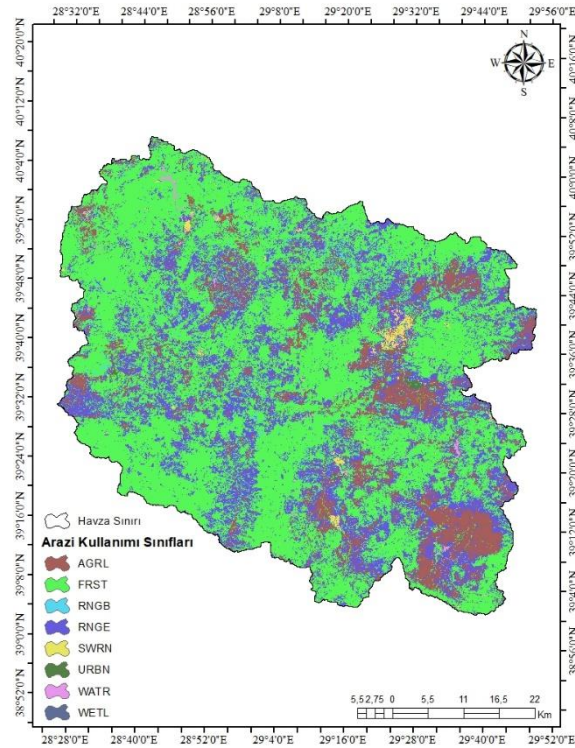 28°32'0"E 28°44'0"E 28°56'0"E 29°8'0"E 29°20'0"E 29°32'0"E 29°44'0"E 29°56'0"E
N
W E
S
40°20'0"N
40°12'0"N
40°4'0"N
39°56'0"N
39°48'0"N
39°40'0"N
39°32'0"N
39°24'0"N
39°16'0"N
39°8'0"N
39°0'0"N
38°52'0"N
Havza Sınırı
Arazi Kullanımı Sınıfları
AGRL
FRST
RNGB
RNGE
SWRN
URBN
WATR
WETL
5,5 2,75 0 5,5 11 16,5 22
Km
28°28'0"E 28°40'0"E 28°52'0"E 29°4'0"E 29°16'0"E 29°28'0"E 29°40'0"E 29°52'0"E